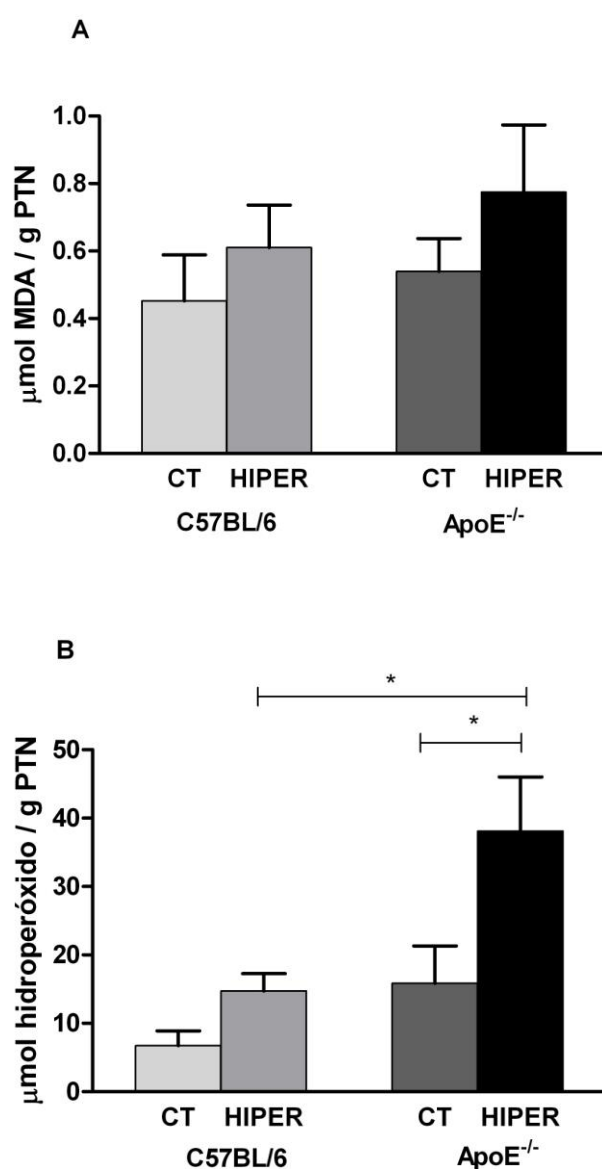 A
μmol MDA / g PTN
1.0
0.8
0.6
0.4
0.2
0.0
CT HIPER CT HIPER
C57BL/6 ApoE-/-
B
* 
*
μmol hidroperóxido / g PTN
50
40
30
20
10
0
CT HIPER CT HIPER
C57BL/6 ApoE-/-